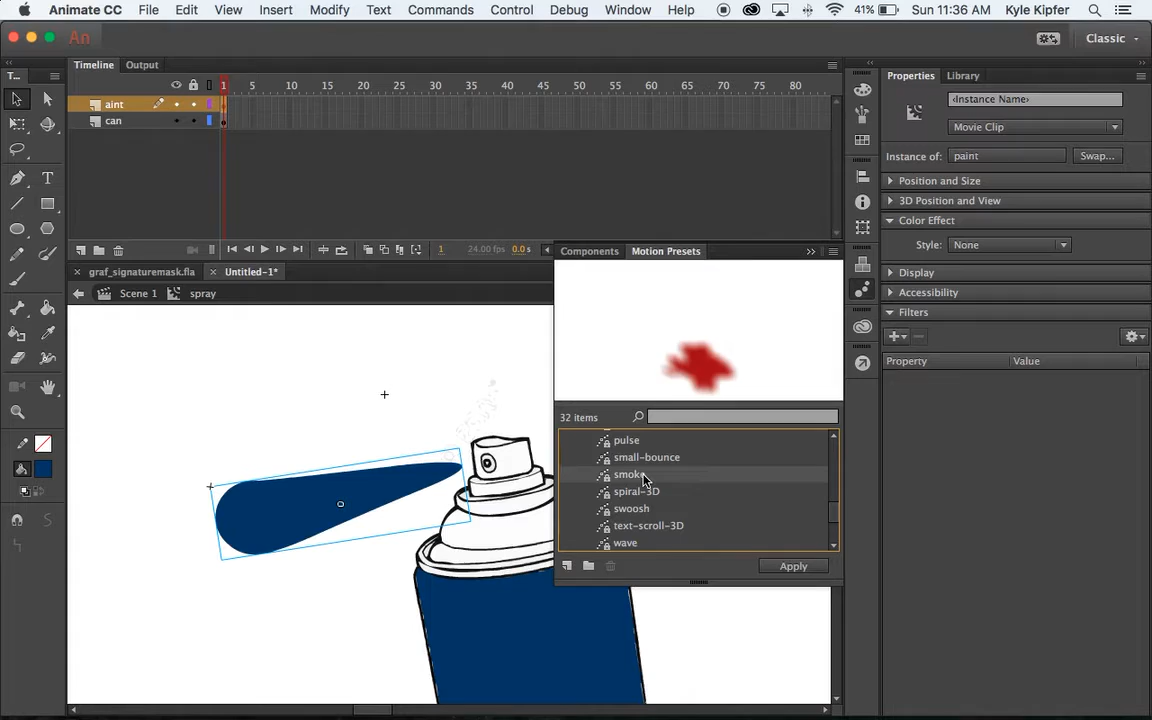 Animate CC File Edit View Insert Modify Text Commands Control Debug Window Help 41% Sun 11:36 AM Kyle Kipfer
An Classic
T... Timeline Output Properties Library
1 5 10 15 20 25 30 35 40 45 50 55 60 65 70 75 80
aint <Instance Name>
can Movie Clip
Instance of: paint Swap...
Position and Size
3D Position and View
Color Effect
1 24.00 fps 0.0 s Style: None
Components Motion Presets
graf_signaturemask.fla Untitled-1* Display
Scene 1 spray Accessibility
Filters
Property Value
32 items
pulse
small-bounce
smoke
spiral-3D
swoosh
text-scroll-3D
wave
Apply